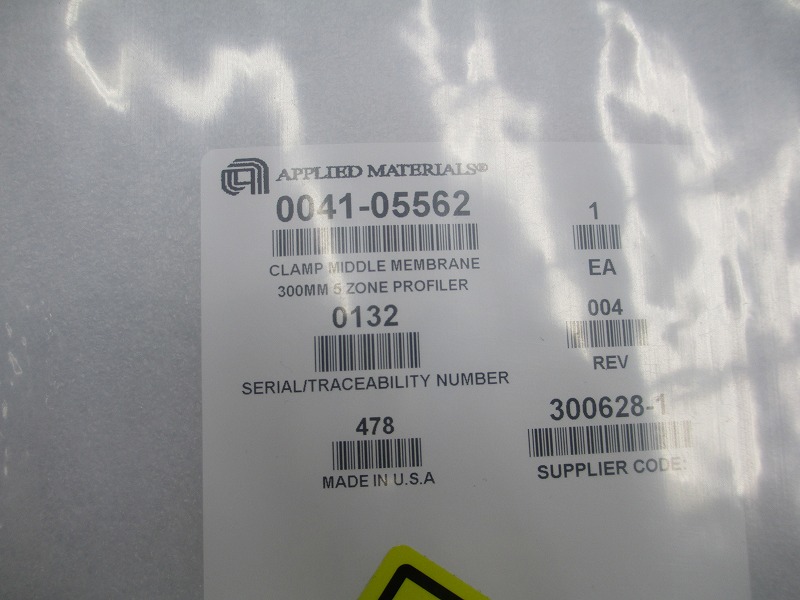 APPLIED MATERIALS®
0041-05562
CLAMP MIDDLE MEMBRANE
300MM 5 ZONE PROFILER
1
EA
0132
SERIAL/TRACEABILITY NUMBER
004
REV
478
MADE IN U.S.A
300628-1
SUPPLIER CODE: